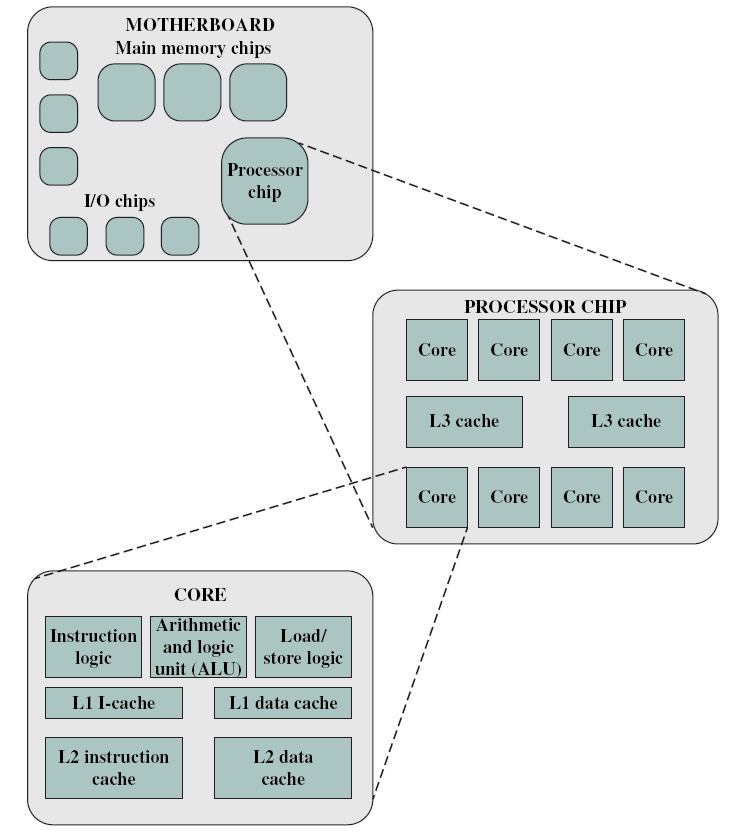 MOTHERBOARD
Main memory chips
Processor
chip
I/O chips
PROCESSOR CHIP
Core Core Core Core
L3 cache L3 cache
Core Core Core Core
CORE
Instruction
logic
Arithmetic
and logic
unit (ALU)
Load/
store logic
L1 I-cache
L1 data cache
L2 instruction
cache
L2 data
cache